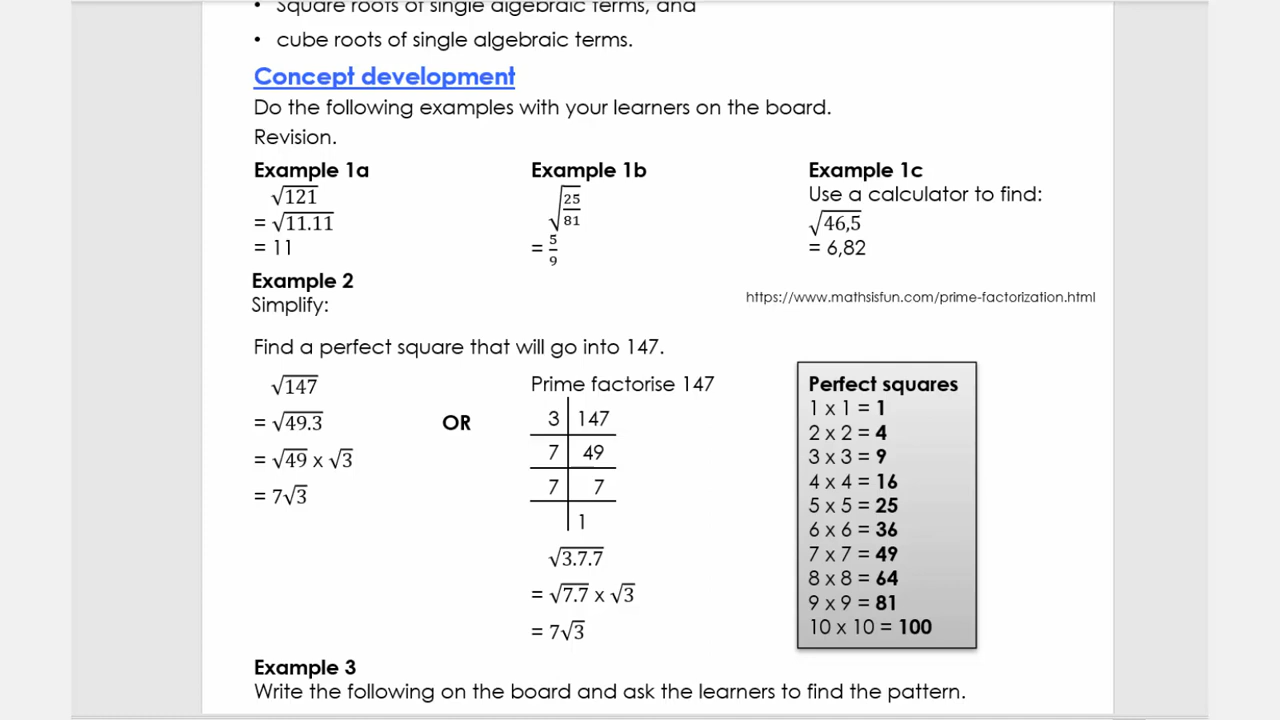 • Square roots of single algebraic terms, and
• cube roots of single algebraic terms.
Concept development
Do the following examples with your learners on the board.
Revision.
Example 1a
√121
= √11.11
= 11
Example 1b
√25/81
= 5/9
Example 1c
Use a calculator to find:
√46,5
= 6,82
Example 2
Simplify:
https://www.mathsisfun.com/prime-factorization.html
Find a perfect square that will go into 147.
√147
= √49.3
= √49 x √3
= 7√3
OR
Prime factorise 147
3 147
7 49
7 7
1
√3.7.7
= √7.7 x √3
= 7√3
Perfect squares
1 x 1 = 1
2 x 2 = 4
3 x 3 = 9
4 x 4 = 16
5 x 5 = 25
6 x 6 = 36
7 x 7 = 49
8 x 8 = 64
9 x 9 = 81
10 x 10 = 100
Example 3
Write the following on the board and ask the learners to find the pattern.